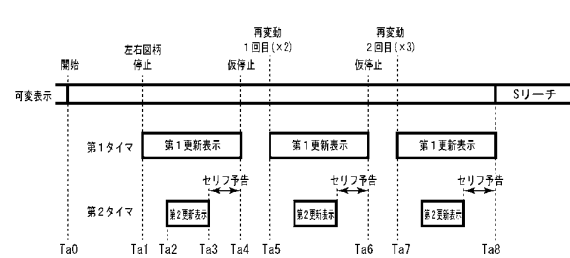 再変動
１回目(×2)
再変動
２回目(×3)
左右図柄
停止
開始
仮停止
仮停止
可変表示
Sリーチ
第１タイマ
第１更新表示
第１更新表示
第１更新表示
セリフ予告
セリフ予告
セリフ予告
第２タイマ
第２更新表示
第２更新表示
第２更新表示
Ta0
Ta1
Ta2
Ta3
Ta4
Ta5
Ta6
Ta7
Ta8